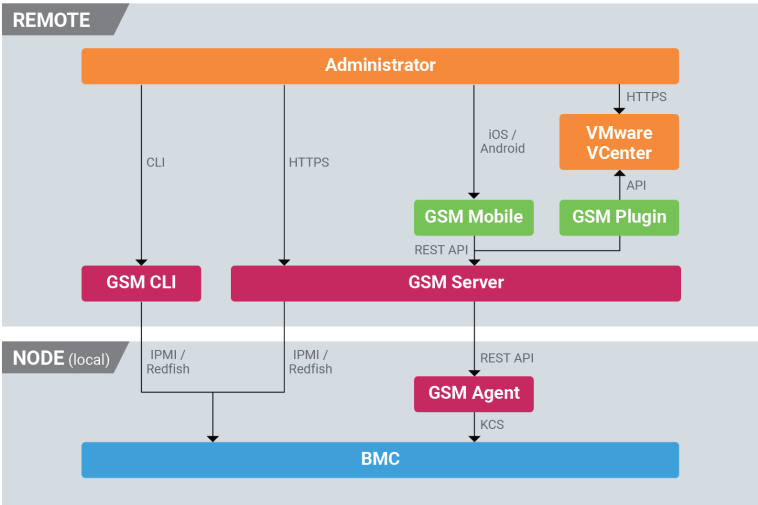 REMOTE
Administrator
HTTPS
VMware
VCenter
CLI
HTTPS
iOS /
Android
API
GSM Mobile
GSM Plugin
REST API
GSM CLI
GSM Server
NODE (local)
IPMI /
Redfish
IPMI /
Redfish
REST API
GSM Agent
KCS
BMC